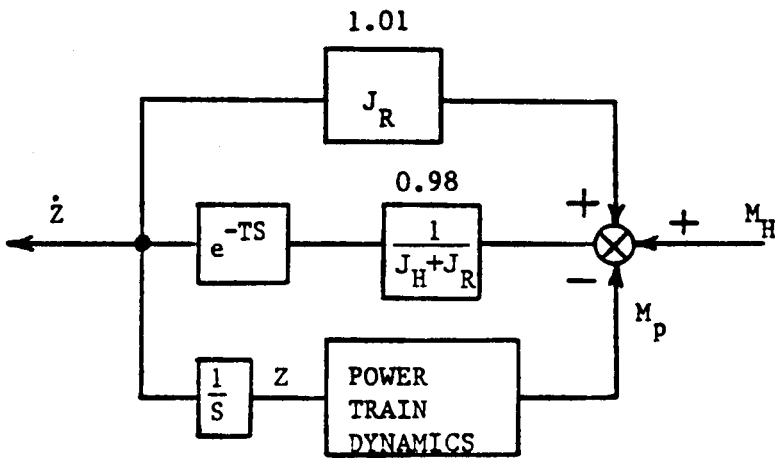 1.01
J_R
0.98
Ż
e^{-TS}
1
J_H+J_R
+
+
M_H
−
M_p
1
S
Z
POWER
TRAIN
DYNAMICS